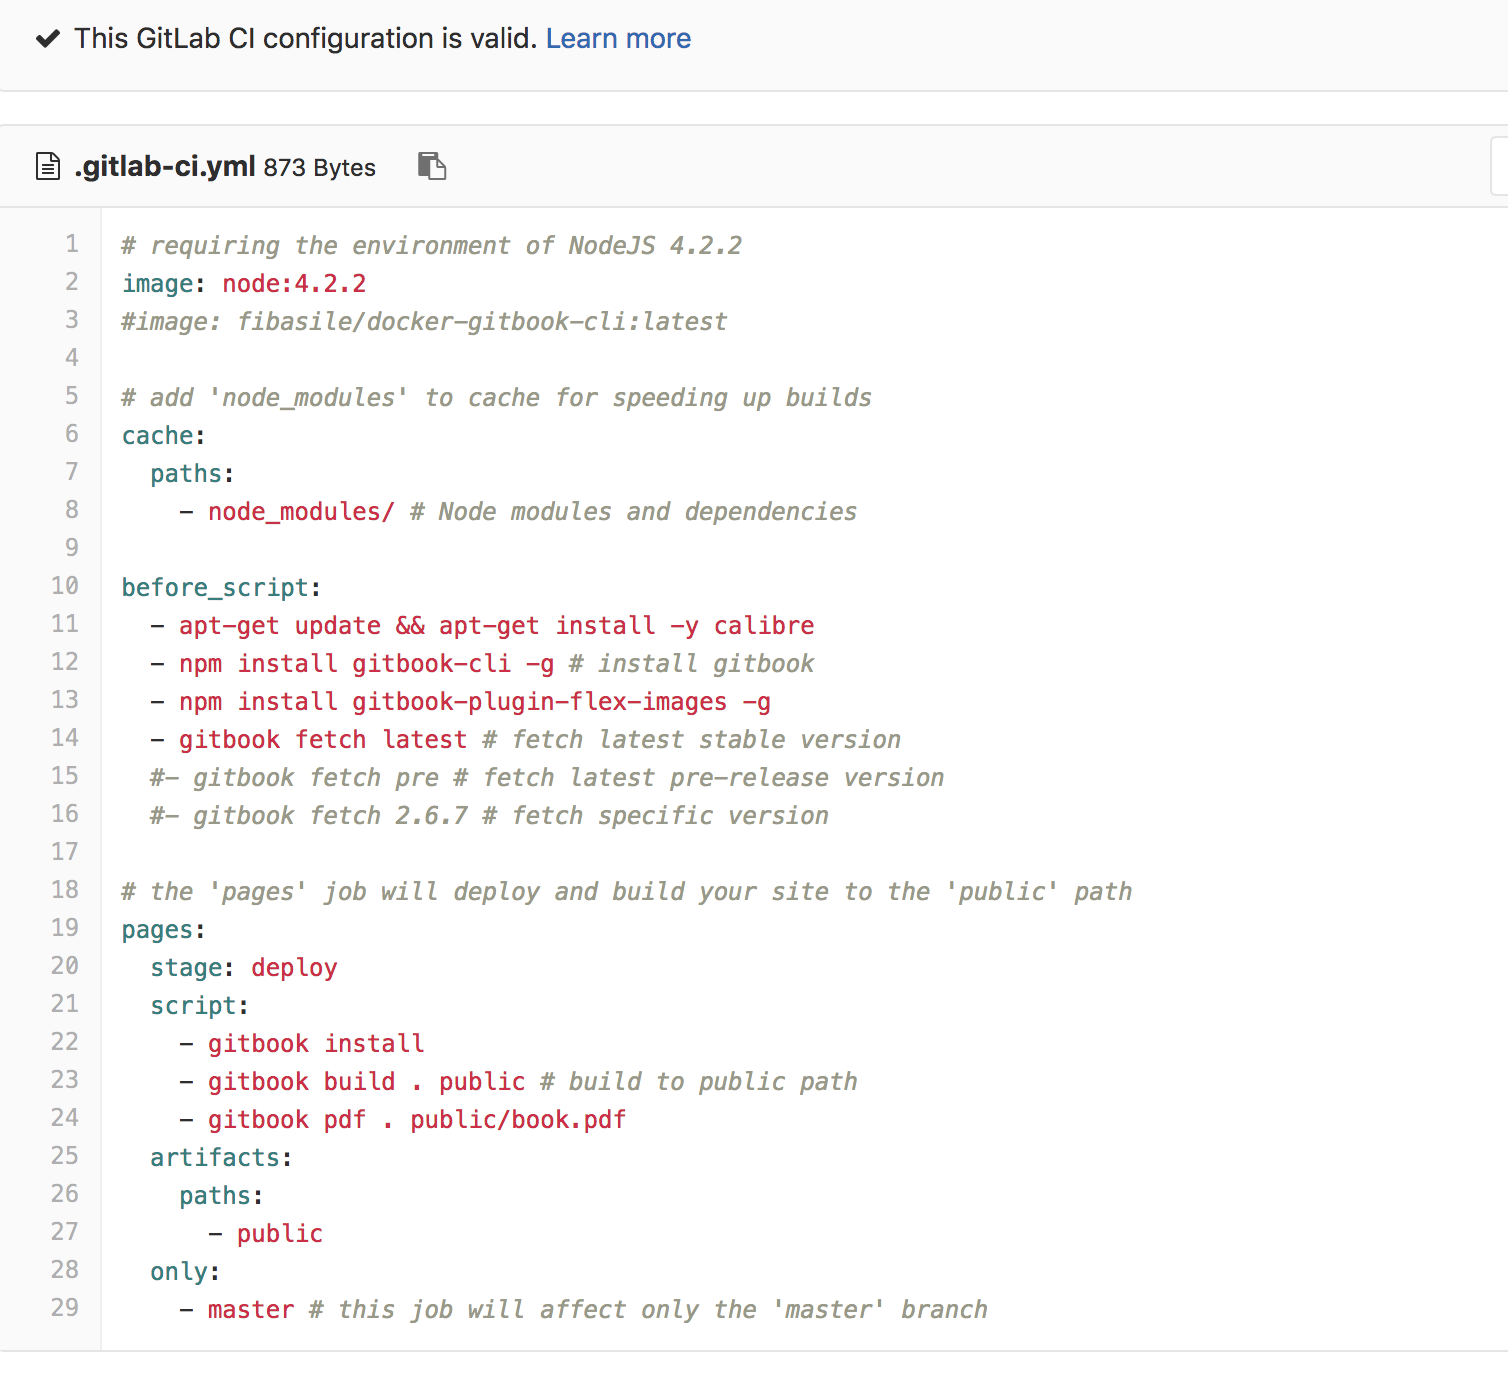 This GitLab CI configuration is valid. Learn more
.gitlab-ci.yml 873 Bytes
1 # requiring the environment of NodeJS 4.2.2
2 image: node:4.2.2
3 #image: fibasile/docker-gitbook-cli:latest
4
5 # add 'node_modules' to cache for speeding up builds
6 cache:
7   paths:
8     - node_modules/ # Node modules and dependencies
9
10 before_script:
11   - apt-get update && apt-get install -y calibre
12   - npm install gitbook-cli -g # install gitbook
13   - npm install gitbook-plugin-flex-images -g
14   - gitbook fetch latest # fetch latest stable version
15   #- gitbook fetch pre # fetch latest pre-release version
16   #- gitbook fetch 2.6.7 # fetch specific version
17
18 # the 'pages' job will deploy and build your site to the 'public' path
19 pages:
20   stage: deploy
21   script:
22     - gitbook install
23     - gitbook build . public # build to public path
24     - gitbook pdf . public/book.pdf
25   artifacts:
26     paths:
27       - public
28   only:
29     - master # this job will affect only the 'master' branch